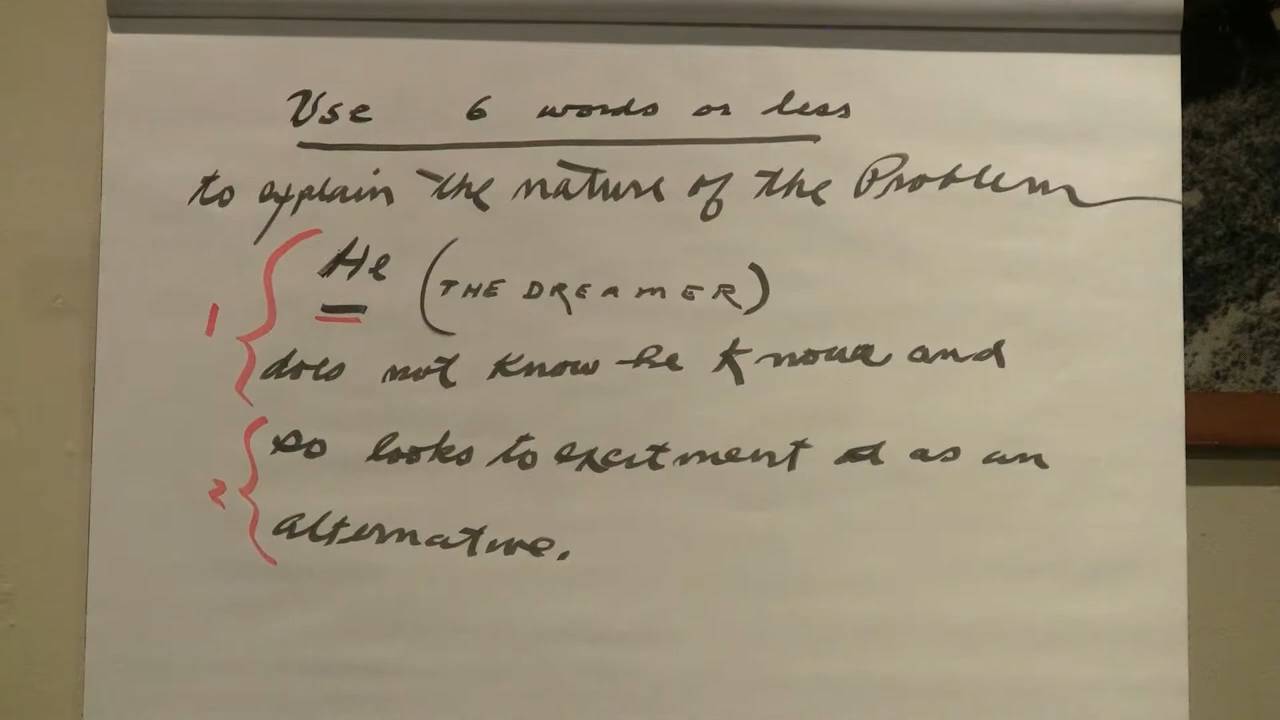 Use 6 words or less
to explain the nature of the Problem
He (THE DREAMER)
1
does not know he knows and
so looks to excitment as an
2
alternative.